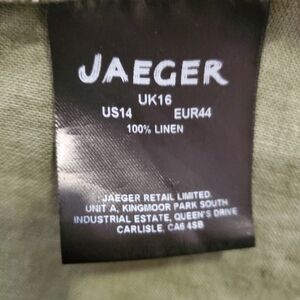 JAEGER
UK16
US14 EUR44
100% LINEN
JAEGER RETAIL LIMITED.
UNIT A, KINGMOOR PARK SOUTH
INDUSTRIAL ESTATE, QUEEN'S DRIVE
CARLISLE. CA6 4SB